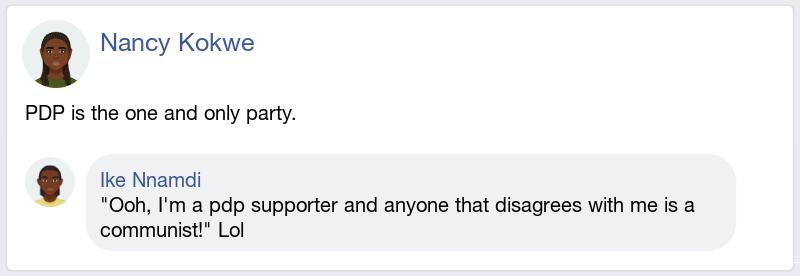 Nancy Kokwe
PDP is the one and only party.
Ike Nnamdi
"Ooh, I'm a pdp supporter and anyone that disagrees with me is a
communist!" Lol